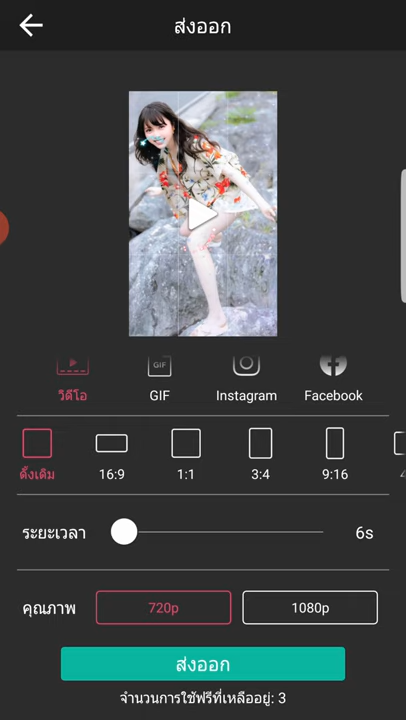 ส่งออก
วิดีโอ
GIF
GIF
Instagram
Facebook
ดั้งเดิม
16:9
1:1
3:4
9:16
ระยะเวลา
6s
คุณภาพ
720p
1080p
ส่งออก
จำนวนการใช้ฟรีที่เหลืออยู่: 3